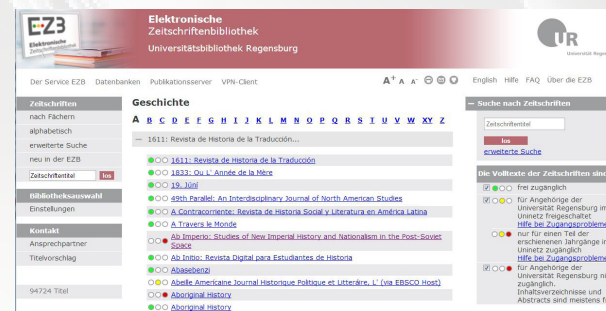 EZB
Elektronische
Zeitschriftenbibliothek
Elektronische
Zeitschriftenbibliothek
Universitätsbibliothek Regensburg
UR
Universität Regensburg
Der Service EZB Datenbanken Publikationsserver VPN-Client
A+ A A-
English Hilfe FAQ Über die EZB
Zeitschriften
nach Fächern
alphabetisch
erweiterte Suche
neu in der EZB
Zeitschriftentitel los
Bibliotheksauswahl
Einstellungen
Kontakt
Ansprechpartner
Titelvorschlag
94724 Titel
Geschichte
A B C D E F G H I J K L M N O P Q R S T U V W XY Z
— 1611: Revista de Historia de la Traducción...
1611: Revista de Historia de la Traducción
1833: Ou L' Année de la Mère
19. Júní
49th Parallel: An Interdisciplinary Journal of North American Studies
A Contracorriente: Revista de Historia Social y Literatura en América Latina
A Travers le Monde
Ab Imperio: Studies of New Imperial History and Nationalism in the Post-Soviet
Space
Ab Initio: Revista Digital para Estudiantes de Historia
Abasebenzi
Abeille Américaine Journal Historique Politique et Littéraire, L' (via EBSCO Host)
Aboriginal History
Aboriginal History
— Suche nach Zeitschriften
Zeitschriftentitel
los
erweiterte Suche
Die Volltexte der Zeitschriften sind
frei zugänglich
für Angehörige der
Universität Regensburg im
Uninetz freigeschaltet
Hilfe bei Zugangsprobleme
nur für einen Teil der
erschienenen Jahrgänge im
Uninetz zugänglich
Hilfe bei Zugangsprobleme
für Angehörige der
Universität Regensburg ni
zugänglich.
Inhaltsverzeichnisse und
Abstracts sind meistens f